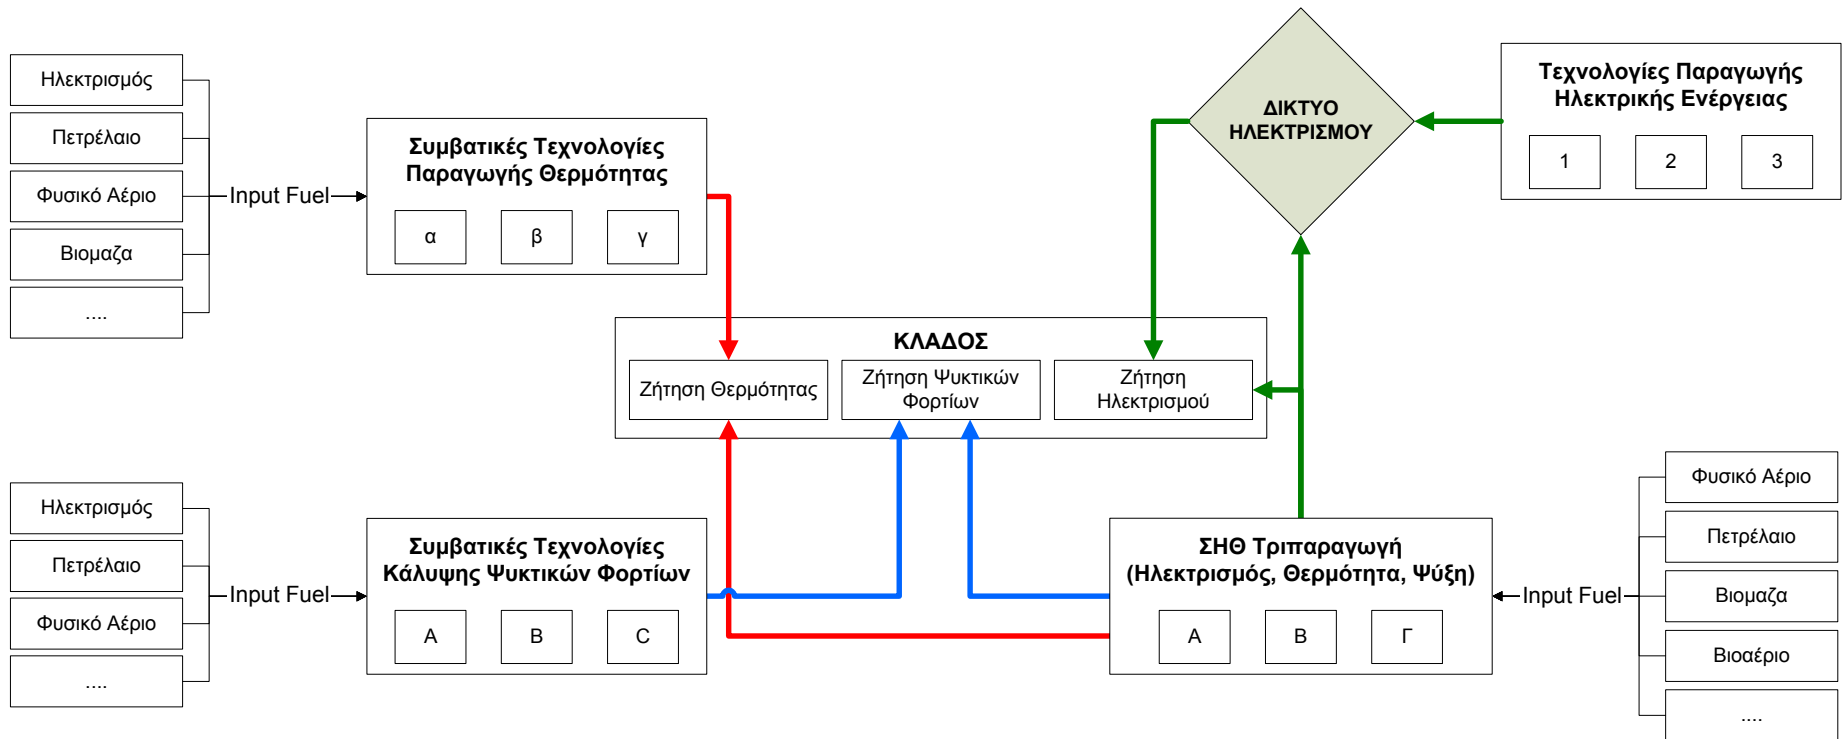 Ηλεκτρισμός
Πετρέλαιο
Φυσικό Αέριο
Βιομαζα
....
Input Fuel
Συμβατικές Τεχνολογίες
Παραγωγής Θερμότητας
α β γ
ΔΙΚΤΥΟ
ΗΛΕΚΤΡΙΣΜΟΥ
Τεχνολογίες Παραγωγής
Ηλεκτρικής Ενέργειας
1 2 3
ΚΛΑΔΟΣ
Ζήτηση Θερμότητας
Ζήτηση Ψυκτικών
Φορτίων
Ζήτηση
Ηλεκτρισμού
Ηλεκτρισμός
Πετρέλαιο
Φυσικό Αέριο
....
Input Fuel
Συμβατικές Τεχνολογίες
Κάλυψης Ψυκτικών Φορτίων
A B C
ΣΗΘ Τριπαραγωγή
(Ηλεκτρισμός, Θερμότητα, Ψύξη)
Α Β Γ
Input Fuel
Φυσικό Αέριο
Πετρέλαιο
Βιομαζα
Βιοαέριο
....